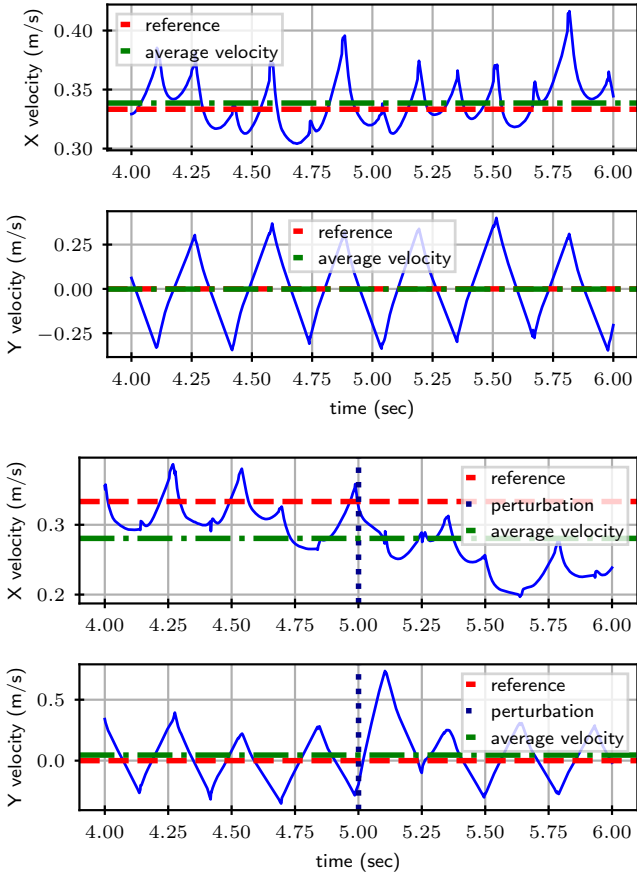 X velocity (m/s)
0.40
0.35
0.30
reference
average velocity
4.00 4.25 4.50 4.75 5.00 5.25 5.50 5.75 6.00
Y velocity (m/s)
0.25
0.00
−0.25
reference
average velocity
4.00 4.25 4.50 4.75 5.00 5.25 5.50 5.75 6.00
time (sec)
X velocity (m/s)
0.3
0.2
reference
perturbation
average velocity
4.00 4.25 4.50 4.75 5.00 5.25 5.50 5.75 6.00
Y velocity (m/s)
0.5
0.0
reference
perturbation
average velocity
4.00 4.25 4.50 4.75 5.00 5.25 5.50 5.75 6.00
time (sec)